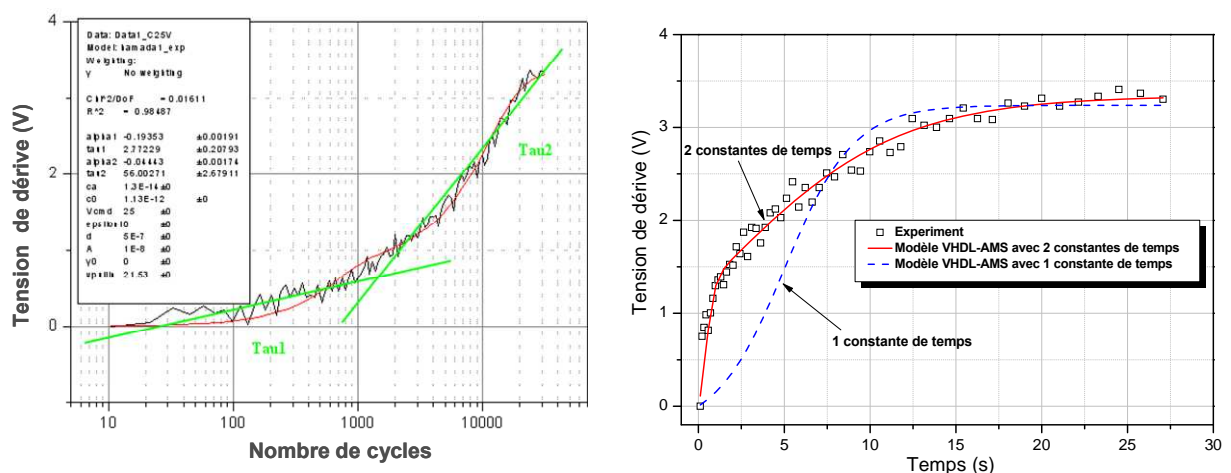 4
2
0
Tension de dérive (V)
Data: Data1_C25V
Model: lamada1_exp
Weighting:
y No weighting
Chi^2/DoF = 0.01611
R^2 = 0.98487
alpha1 -0.19353 ±0.00191
tau1 2.77229 ±0.20793
alpha2 -0.04443 ±0.00174
tau2 56.00271 ±2.67911
ca 1.3E-14 ±0
c0 1.13E-12 ±0
Vcmd 25 ±0
epsilon0 ±0
d 5E-7 ±0
A 1E-8 ±0
y0 0 ±0
21.53 ±0
Tau2
Tau1
10 100 1000 10000
Nombre de cycles
4
3
2
1
0
Tension de dérive (V)
2 constantes de temps
Experiment
Modèle VHDL-AMS avec 2 constantes de temps
Modèle VHDL-AMS avec 1 constante de temps
1 constante de temps
0 5 10 15 20 25 30
Temps (s)